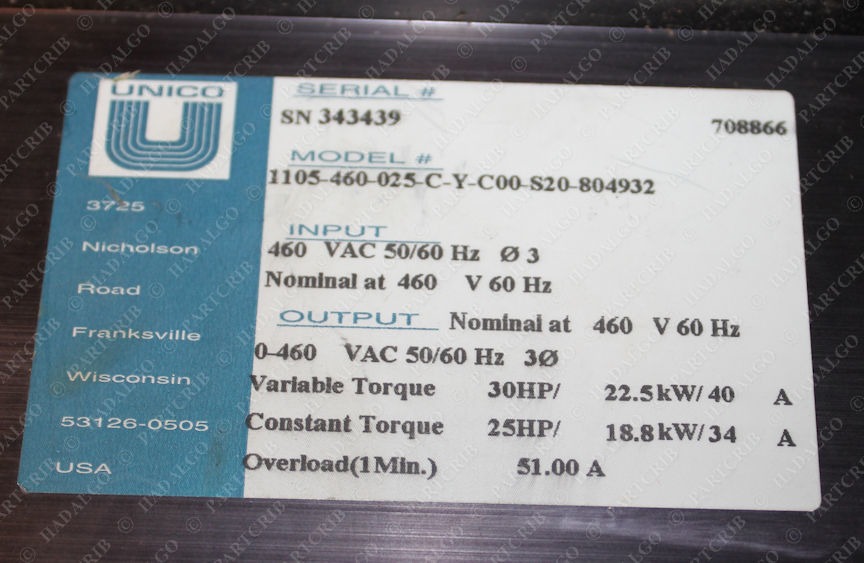 UNICO
3725
Nicholson
Road
Franksville
Wisconsin
53126-0505
USA
SERIAL #
SN 343439 708866
MODEL #
1105-460-025-C-Y-C00-S20-804932
INPUT
460 VAC 50/60 Hz Ø 3
Nominal at 460 V 60 Hz
OUTPUT Nominal at 460 V 60 Hz
0-460 VAC 50/60 Hz 3Ø
Variable Torque 30HP/ 22.5kW/40 A
Constant Torque 25HP/ 18.8kW/34 A
Overload(1Min.) 51.00 A
© HADALGO PARTCRIB